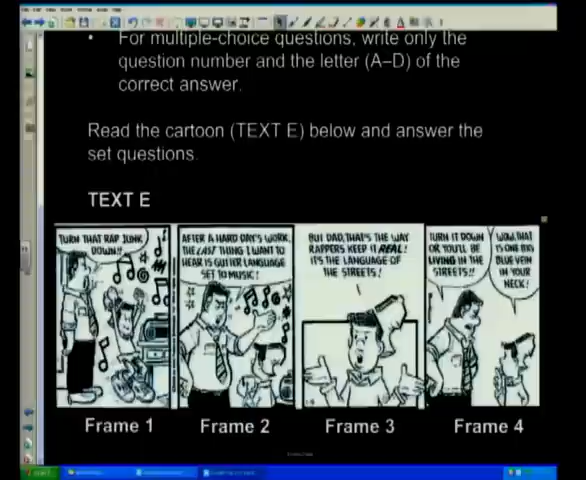 • For multiple-choice questions, write only the
question number and the letter (A–D) of the
correct answer.
Read the cartoon (TEXT E) below and answer the
set questions.
TEXT E
TURN THAT RAP JUNK
DOWN!!
AFTER A HARD DAY'S WORK,
THE LAST THING I WANT TO
HEAR IS GUTTER LANGUAGE
SET TO MUSIC!
BUT DAD, THAT'S THE WAY
RAPPERS KEEP IT REAL!
IT'S THE LANGUAGE OF
THE STREETS!
TURN IT DOWN
OR YOU'LL BE
LIVING IN THE
STREETS!!
WOW, THAT
IS ONE BIG
BLUE VEIN
IN YOUR
NECK!
Frame 1
Frame 2
Frame 3
Frame 4